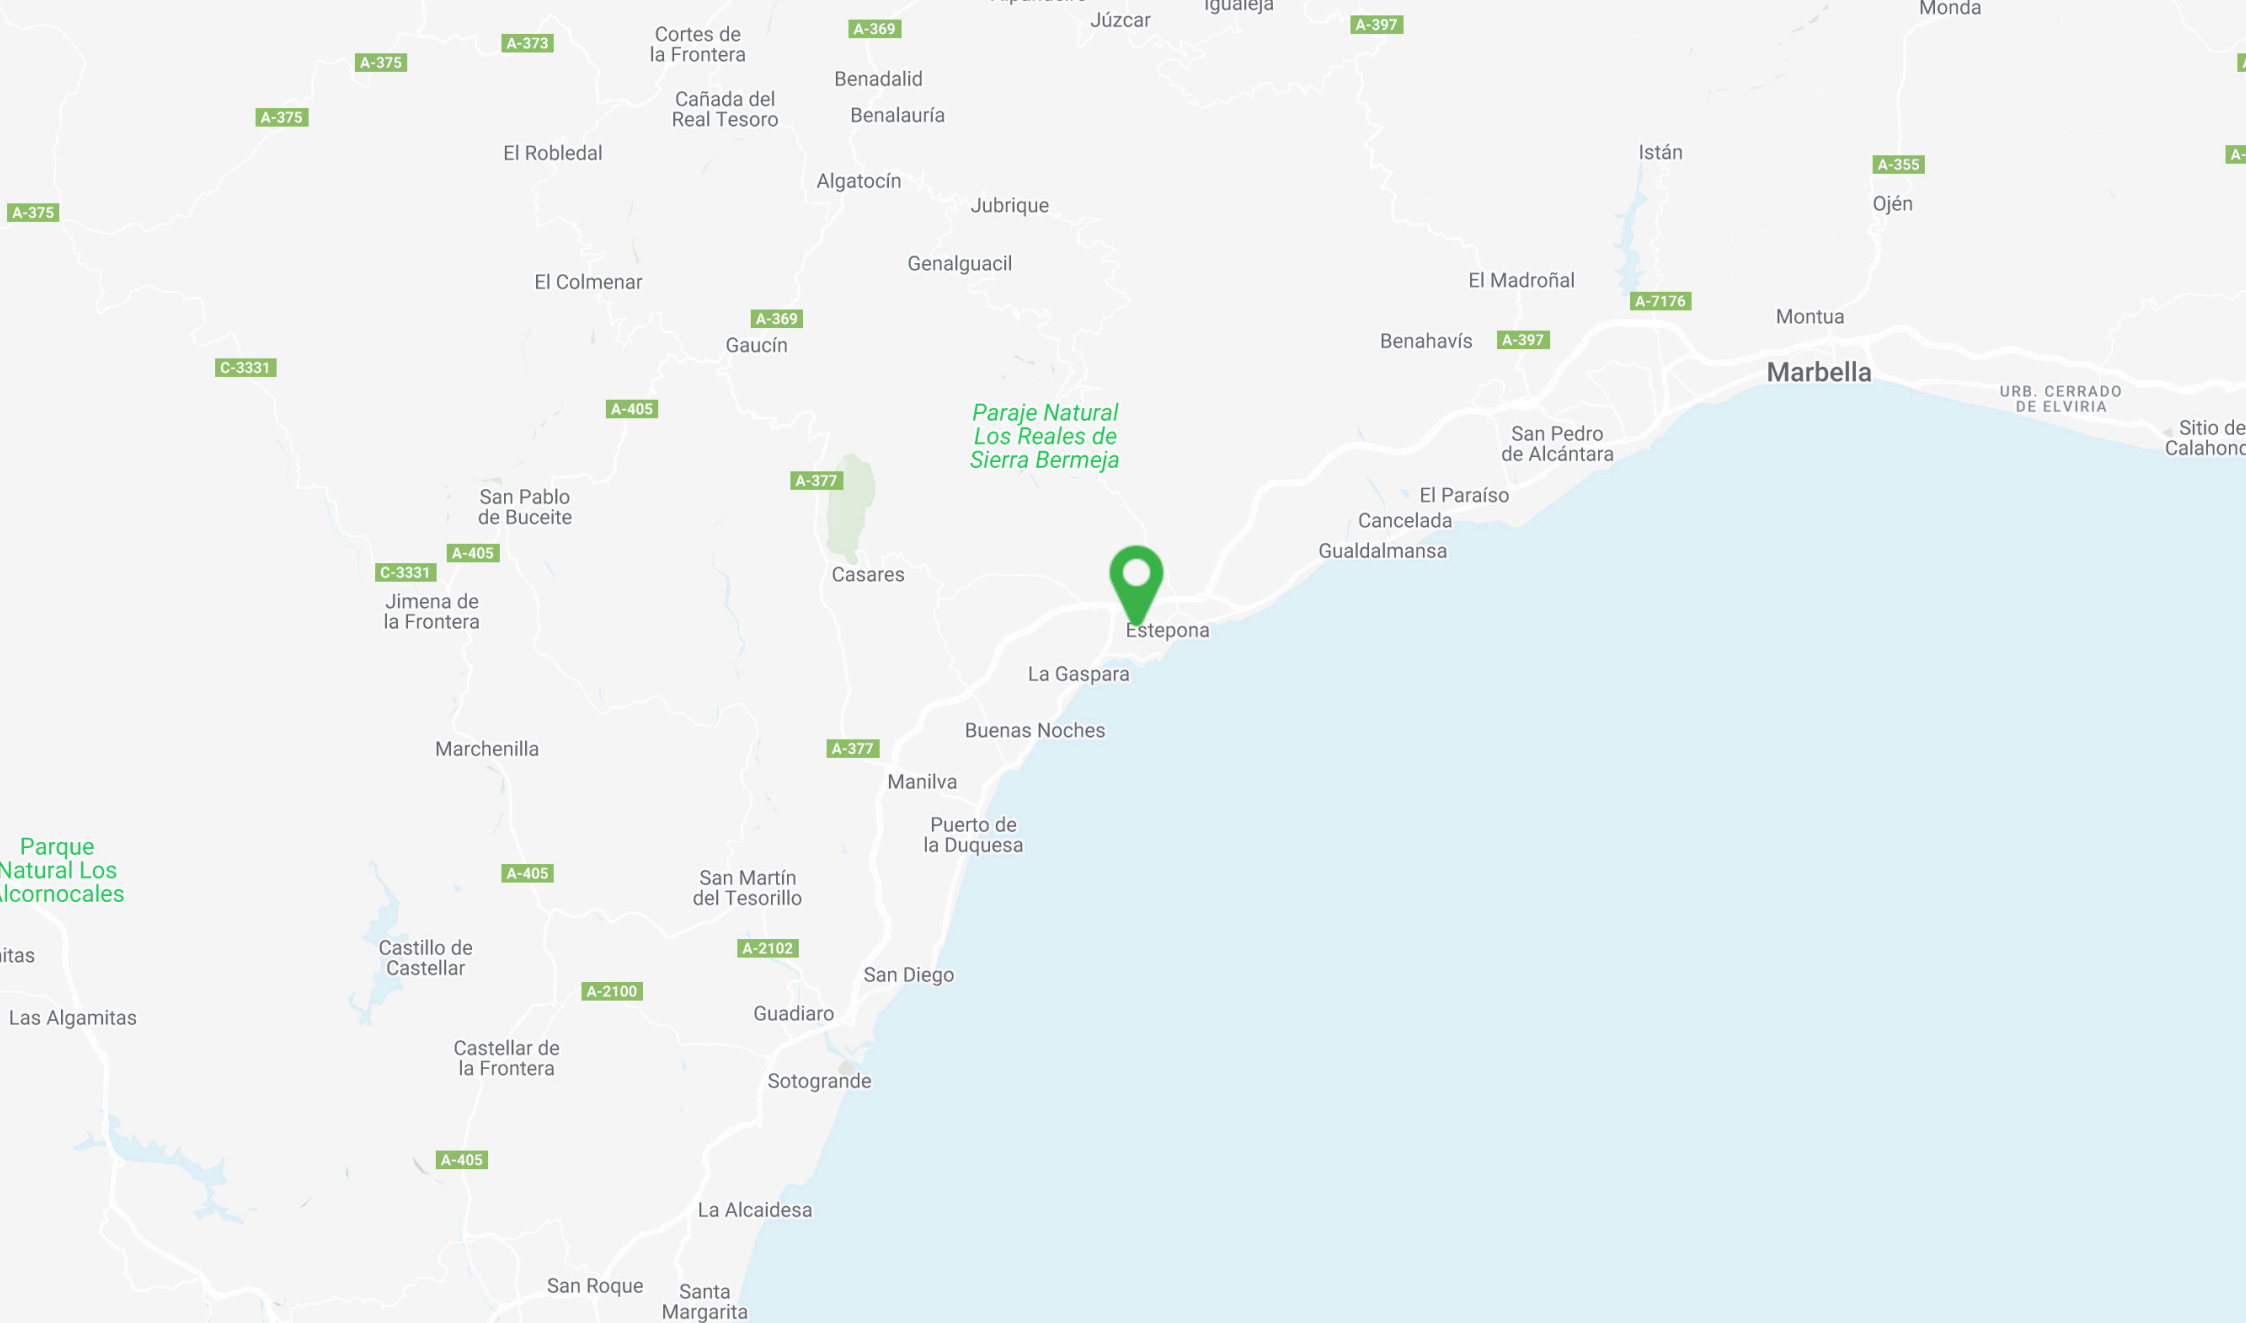 Júzcar
Igualeja
Monda
A-397
A-369
Cortes de
la Frontera
A-373
A-375
Benadalid
Cañada del
Real Tesoro
Benalauría
A-375
El Robledal
Istán
A-355
Algatocín
Ojén
Jubrique
A-375
Genalguacil
El Colmenar
El Madroñal
A-7176
A-369
Montua
Gaucín
Benahavís
A-397
C-3331
Marbella
URB. CERRADO
DE ELVIRIA
A-405
Paraje Natural
Los Reales de
Sierra Bermeja
San Pedro
de Alcántara
Sitio de
A-377
San Pablo
de Buceite
El Paraíso
Cancelada
Gualdalmansa
A-405
C-3331
Casares
Jimena de
la Frontera
Estepona
La Gaspara
Buenas Noches
Marchenilla
A-377
Manilva
Puerto de
la Duquesa
Parque
Natural Los
Alcornocales
A-405
San Martín
del Tesorillo
Castillo de
Castellar
A-2102
San Diego
A-2100
Las Algamitas
Guadiaro
Castellar de
la Frontera
Sotogrande
A-405
La Alcaidesa
San Roque
Santa
Margarita